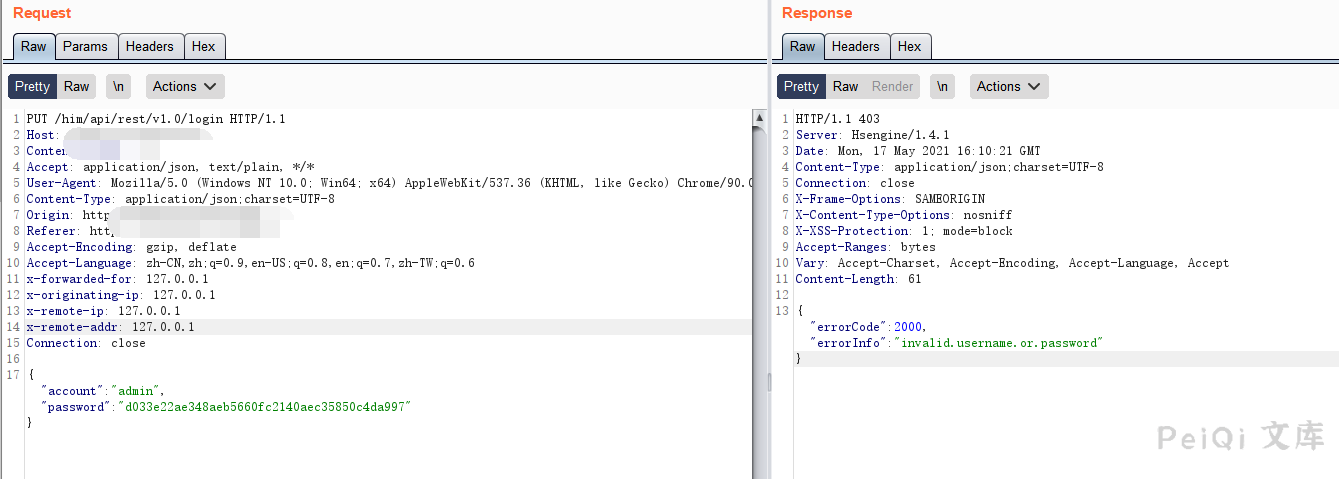 Request
Raw Params Headers Hex
Pretty Raw \n Actions
1 PUT /him/api/rest/v1.0/login HTTP/1.1
2 Host:
3
4 Accept: application/json, text/plain, */*
5 User-Agent: Mozilla/5.0 (Windows NT 10.0; Win64; x64) AppleWebKit/537.36 (KHTML, like Gecko) Chrome/90.0
6 Content-Type: application/json;charset=UTF-8
7 Origin: http
8 Referer: htt
9 Accept-Encoding: gzip, deflate
10 Accept-Language: zh-CN,zh;q=0.9,en-US;q=0.8,en;q=0.7,zh-TW;q=0.6
11 x-forwarded-for: 127.0.0.1
12 x-originating-ip: 127.0.0.1
13 x-remote-ip: 127.0.0.1
14 x-remote-addr: 127.0.0.1
15 Connection: close
16
17 {
"account":"admin",
"password":"d033e22ae348aeb5660fc2140aec35850c4da997"
}
Response
Raw Headers Hex
Pretty Raw Render \n Actions
1 HTTP/1.1 403
2 Server: Hsengine/1.4.1
3 Date: Mon, 17 May 2021 16:10:21 GMT
4 Content-Type: application/json;charset=UTF-8
5 Connection: close
6 X-Frame-Options: SAMEORIGIN
7 X-Content-Type-Options: nosniff
8 X-XSS-Protection: 1; mode=block
9 Accept-Ranges: bytes
10 Vary: Accept-Charset, Accept-Encoding, Accept-Language, Accept
11 Content-Length: 61
12
13 {
"errorCode":2000,
"errorInfo":"invalid.username.or.password"
}
PeiQi 文库